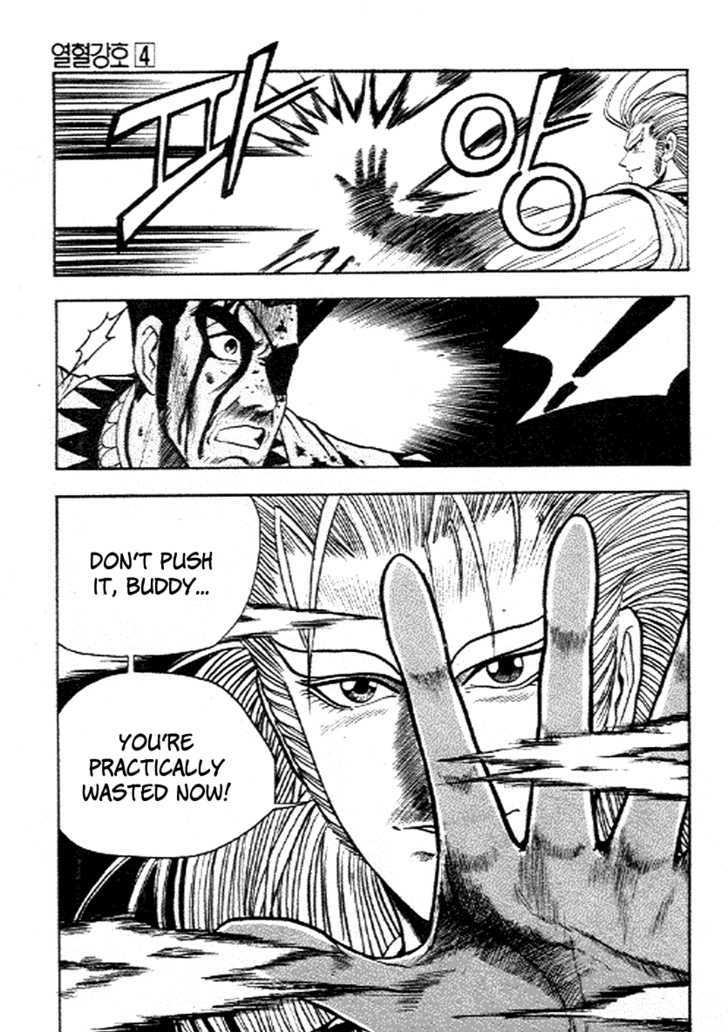 열혈강호 4
파앙
DON'T PUSH
IT, BUDDY...
YOU'RE
PRACTICALLY
WASTED NOW!